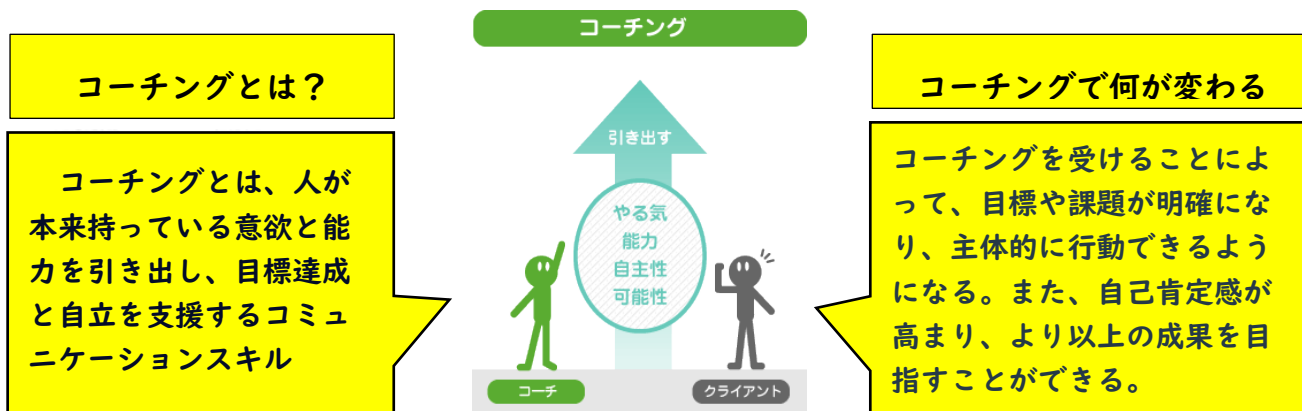 コーチングとは？
コーチングとは、人が
本来持っている意欲と能
力を引き出し、目標達成
と自立を支援するコミュ
ニケーションスキル
コーチング
引き出す
やる気
能力
自主性
可能性
コーチ
クライアント
コーチングで何が変わる
コーチングを受けることによ
って、目標や課題が明確にな
り、主体的に行動できるよう
になる。また、自己肯定感が
高まり、より以上の成果を目
指すことができる。